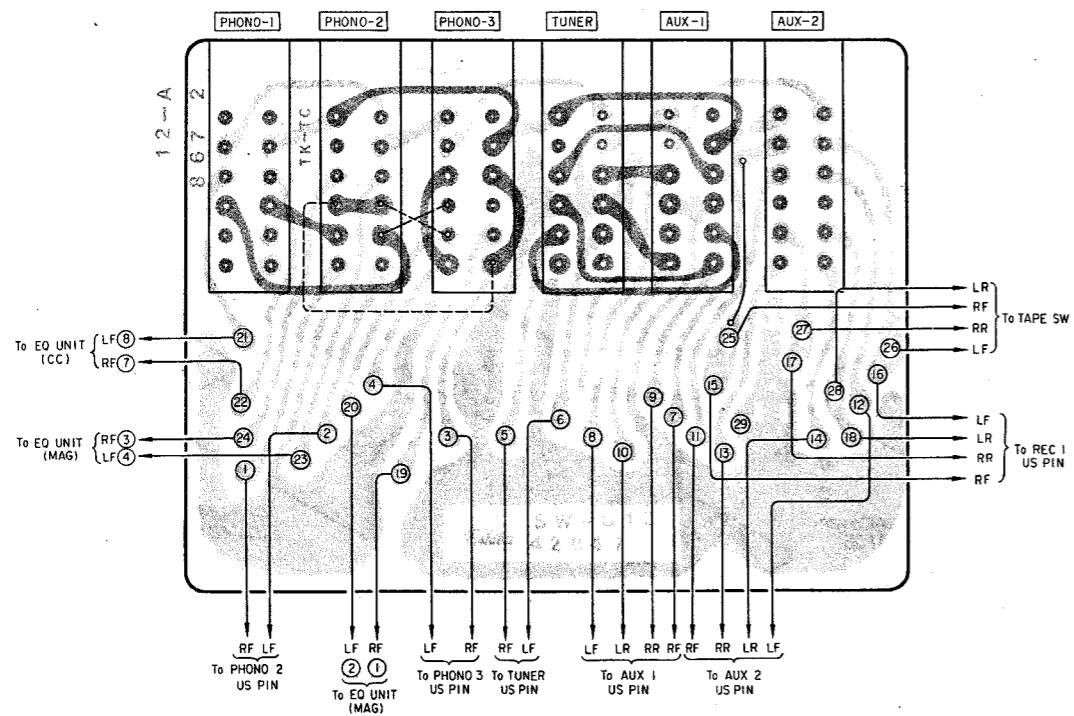 PHONO-1 PHONO-2 PHONO-3 TUNER AUX-1 AUX-2
12-A
8672
TK-TC
LR
RF
RR
LF
To TAPE SW
To EQ UNIT
(CC)
LF 8
RF 7
To EQ UNIT
(MAG)
RF 3
LF 4
21
22
24
1
23
2
20
4
19
3
5
6
8
10
9
7
11
15
25
29
13
27
17
14
28
12
18
16
26
LF
LR
RR
RF
To REC 1
US PIN
RF LF
To PHONO 2
US PIN
LF RF
2 1
To EQ UNIT
(MAG)
LF RF
To PHONO 3
US PIN
RF LF
To TUNER
US PIN
LF LR RR RF
To AUX 1
US PIN
RF RR LR LF
To AUX 2
US PIN